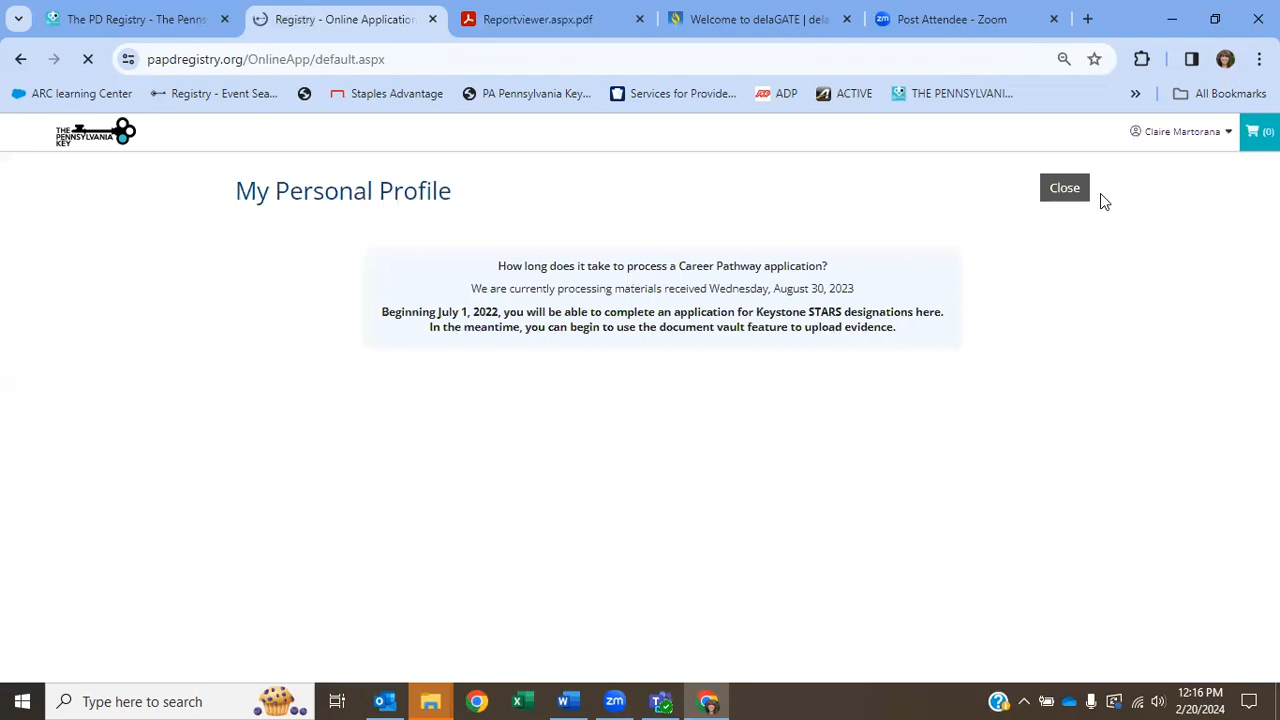 The PD Registry - The Penns
Registry - Online Application
Reportviewer.aspx.pdf
Welcome to delaGATE | dela
Post Attendee - Zoom
papdregistry.org/OnlineApp/default.aspx
ARC learning Center
Registry - Event Sea...
Staples Advantage
PA Pennsylvania Key...
Services for Provide...
ADP
ACTIVE
THE PENNSYLVANI...
All Bookmarks
THE
PENNSYLVANIA
KEY
Claire Martorana
(0)
My Personal Profile
Close
How long does it take to process a Career Pathway application?
We are currently processing materials received Wednesday, August 30, 2023
Beginning July 1, 2022, you will be able to complete an application for Keystone STARS designations here.
In the meantime, you can begin to use the document vault feature to upload evidence.
Type here to search
12:16 PM
2/20/2024